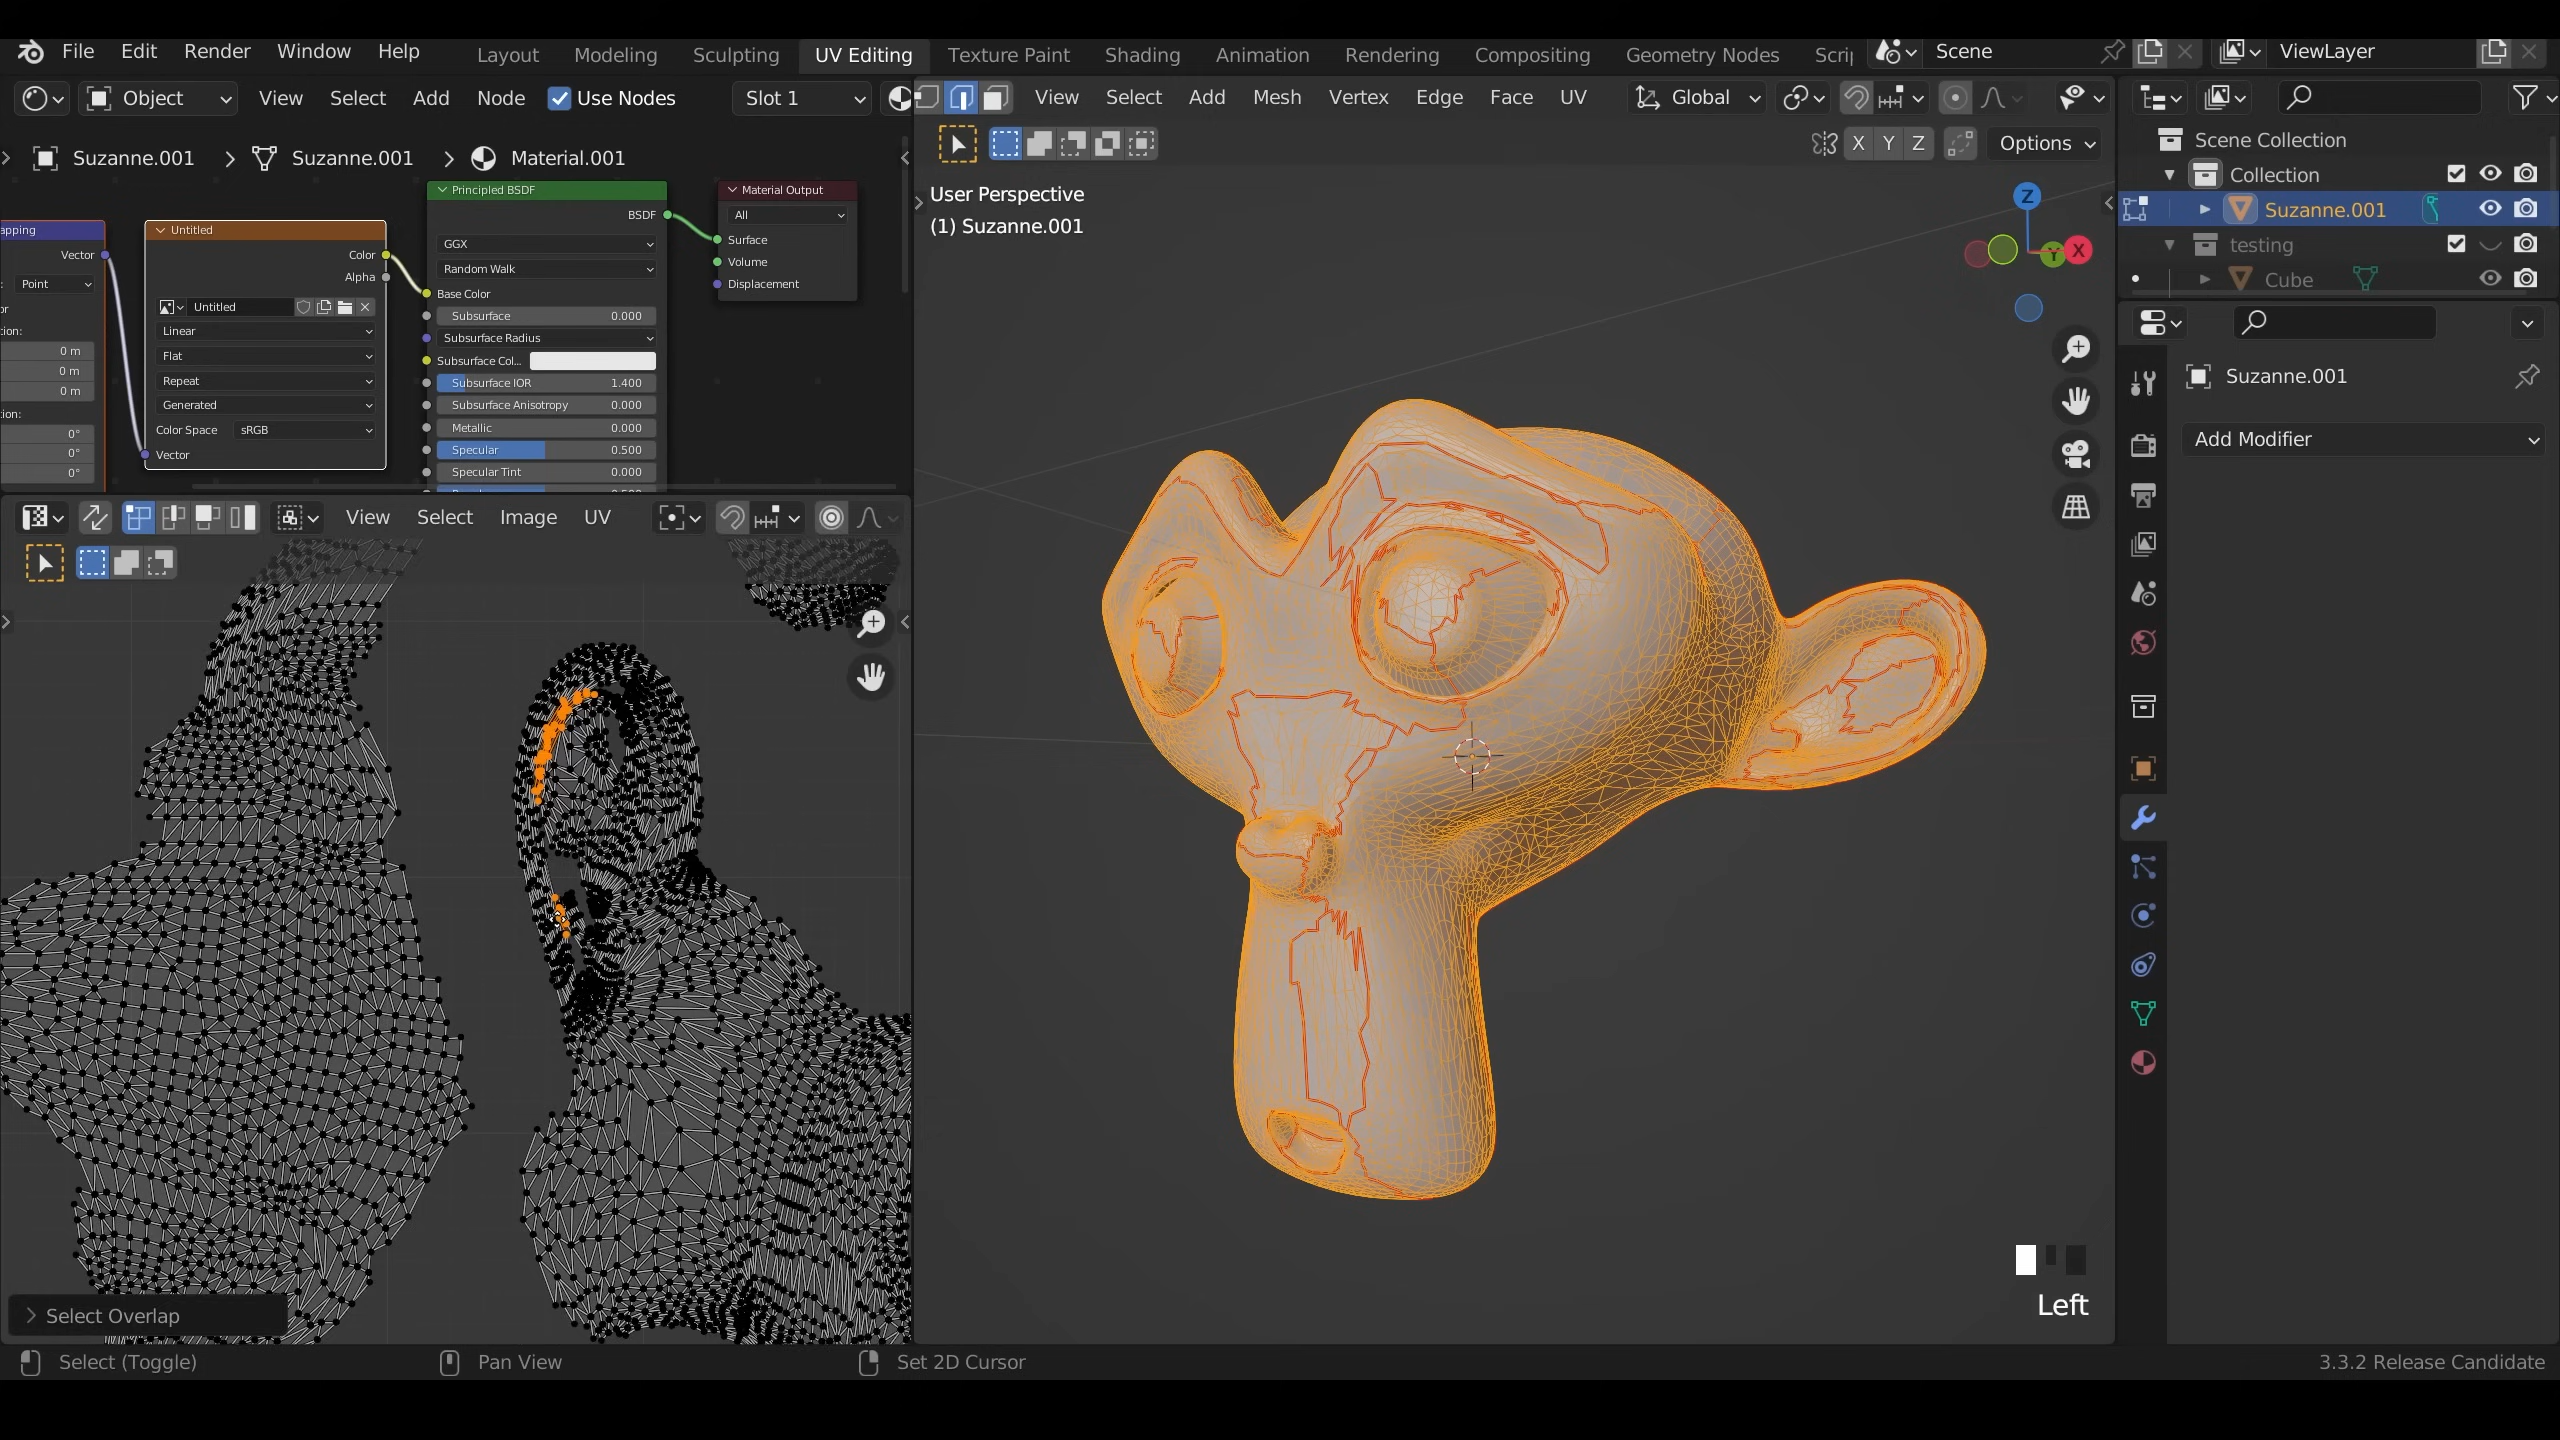 File Edit Render Window Help Layout Modeling Sculpting UV Editing Texture Paint Shading Animation Rendering Compositing Geometry Nodes Scrip Scene ViewLayer
Object View Select Add Node Use Nodes Slot 1
View Select Add Mesh Vertex Edge Face UV Global
X Y Z Options
Suzanne.001 > Suzanne.001 > Material.001
User Perspective
(1) Suzanne.001
Z
Y
X
Scene Collection
Collection
Suzanne.001
testing
Cube
Suzanne.001
Add Modifier
apping
Vector
Point
or
tion:
0 m
0 m
0 m
tion:
0°
0°
0°
Untitled
Color
Alpha
Untitled
Linear
Flat
Repeat
Generated
Color Space sRGB
Vector
Principled BSDF
BSDF
GGX
Random Walk
Base Color
Subsurface 0.000
Subsurface Radius
Subsurface Col...
Subsurface IOR 1.400
Subsurface Anisotropy 0.000
Metallic 0.000
Specular 0.500
Specular Tint 0.000
Material Output
All
Surface
Volume
Displacement
View Select Image UV
Select Overlap
Left
Select (Toggle) Pan View Set 2D Cursor 3.3.2 Release Candidate